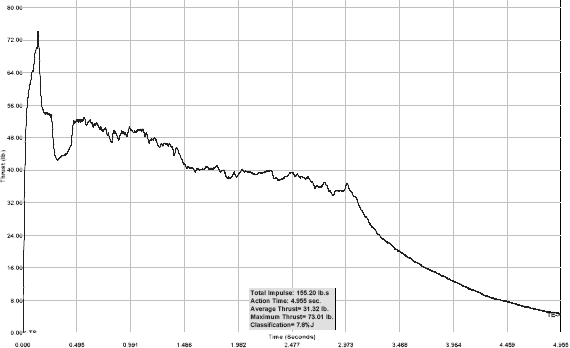 80.00
72.00
64.00
56.00
48.00
Thrust (lb.)
40.00
32.00
24.00
16.00
8.00
0.00
Total Impulse: 155.20 lb.s
Action Time: 4.955 sec.
Average Thrust= 31.32 lb.
Maximum Thrust= 73.01 lb.
Classification= 7.8% J
Time (Seconds)
0.000 0.495 0.991 1.486 1.982 2.477 2.973 3.468 3.964 4.459 4.955